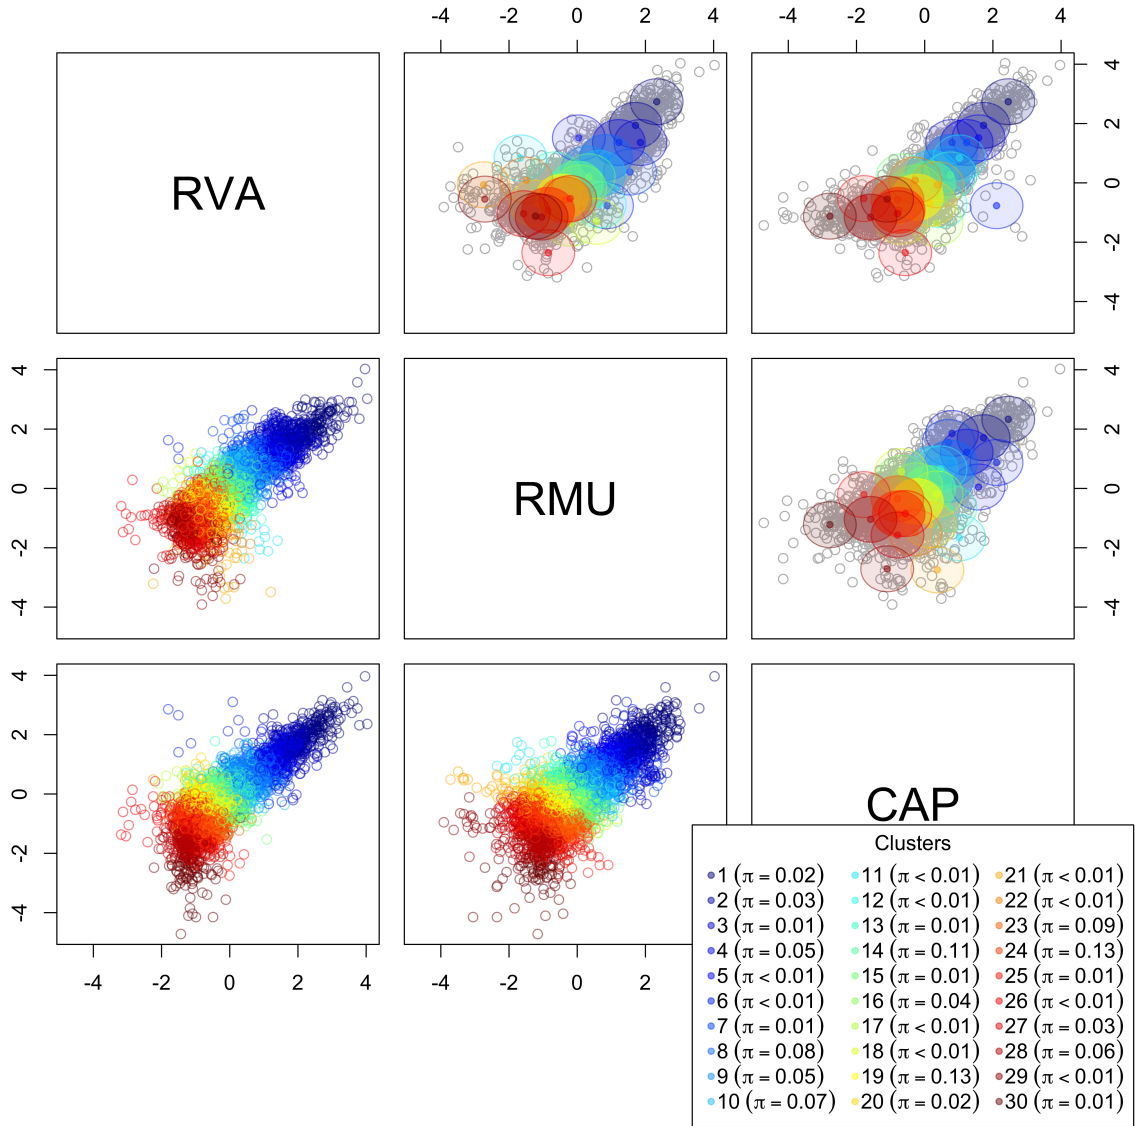 -4 -2 0 2 4
-4 -2 0 2 4
RVA
4
2
0
-2
-4
4
2
0
-2
-4
RMU
4
2
0
-2
-4
4
2
0
-2
-4
CAP
-4 -2 0 2 4
-4 -2 0 2
Clusters
1 (π = 0.02) 11 (π < 0.01) 21 (π < 0.01)
2 (π = 0.03) 12 (π < 0.01) 22 (π < 0.01)
3 (π = 0.01) 13 (π = 0.01) 23 (π = 0.09)
4 (π = 0.05) 14 (π = 0.11) 24 (π = 0.13)
5 (π < 0.01) 15 (π = 0.01) 25 (π = 0.01)
6 (π < 0.01) 16 (π = 0.04) 26 (π < 0.01)
7 (π = 0.01) 17 (π < 0.01) 27 (π = 0.03)
8 (π = 0.08) 18 (π < 0.01) 28 (π = 0.06)
9 (π = 0.05) 19 (π = 0.13) 29 (π < 0.01)
10 (π = 0.07) 20 (π = 0.02) 30 (π = 0.01)